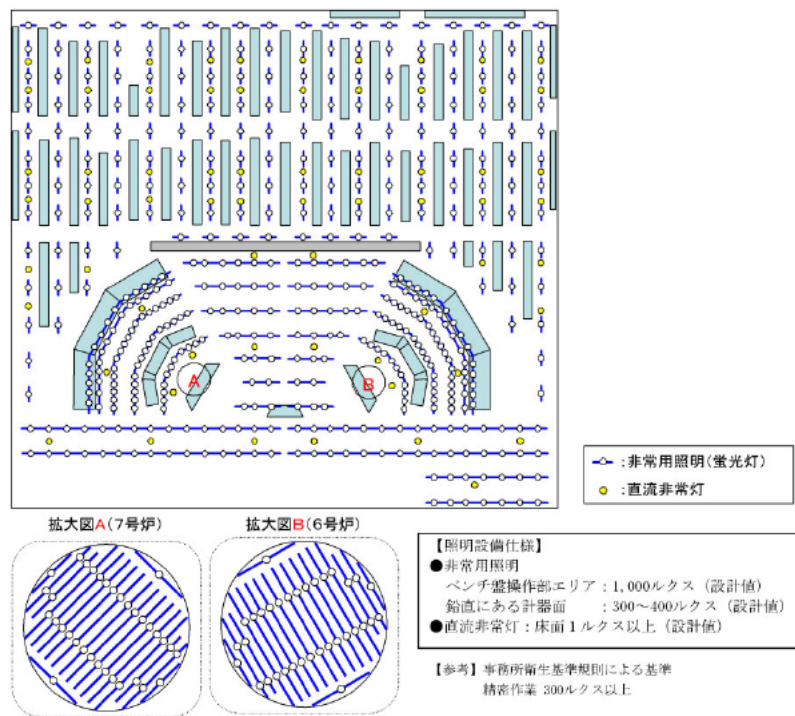 A
B
:非常用照明(蛍光灯)
:直流非常灯
拡大図A(7号炉)
拡大図B(6号炉)
【照明設備仕様】
●非常用照明
ベンチ盤操作部エリア:1,000ルクス(設計値)
鉛直にある計器面 :300~400ルクス(設計値)
●直流非常灯:床面1ルクス以上(設計値)
【参考】事務所衛生基準規則による基準
精密作業 300ルクス以上